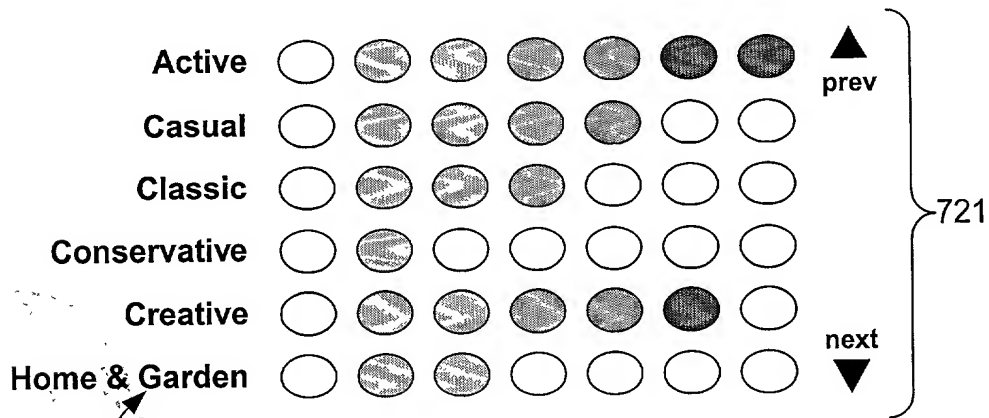 Active
prev
Casual
Classic
721
Conservative
Creative
next
Home & Garden